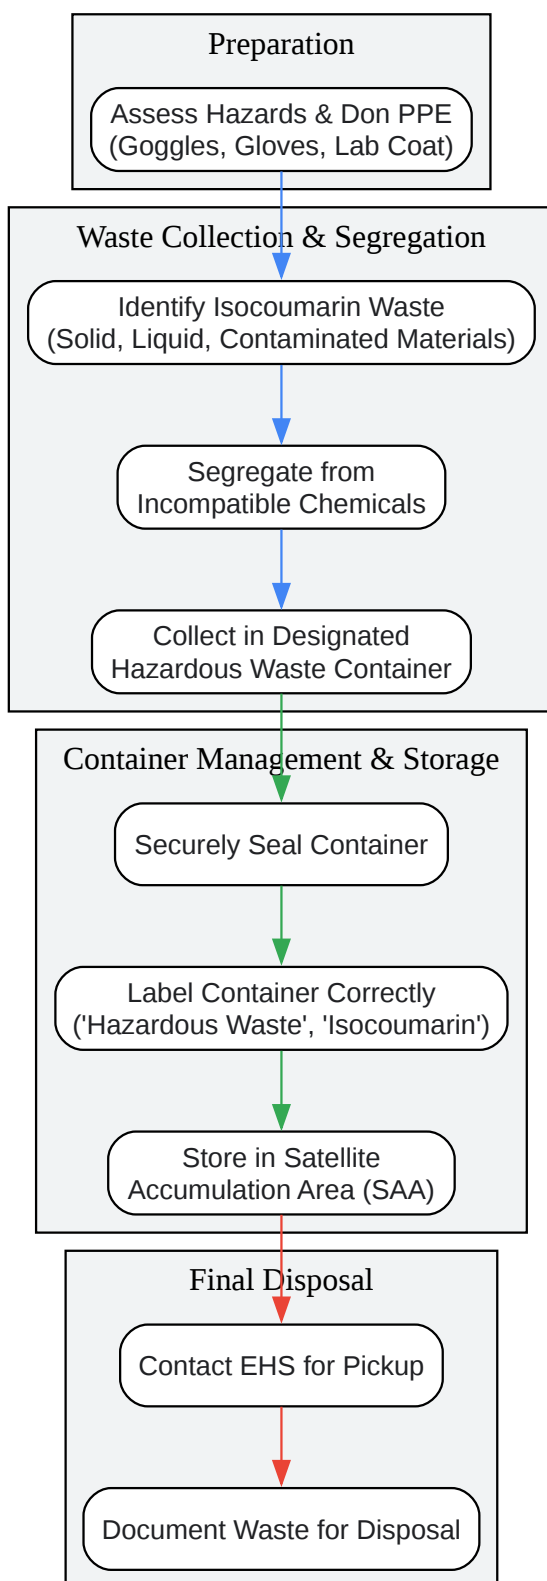 Preparation
Assess Hazards & Don PPE
(Goggles, Gloves, Lab Coat)
Waste Collection & Segregation
Identify Isocoumarin Waste
(Solid, Liquid, Contaminated Materials)
Segregate from
Incompatible Chemicals
Collect in Designated
Hazardous Waste Container
Container Management & Storage
Securely Seal Container
Label Container Correctly
('Hazardous Waste', 'Isocoumarin')
Store in Satellite
Accumulation Area (SAA)
Final Disposal
Contact EHS for Pickup
Document Waste for Disposal